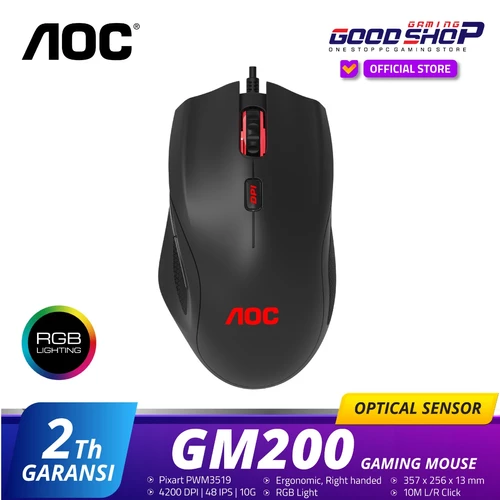 AOC
GAMING
GOOD SHOP
ONE STOP PC GAMING STORE
OFFICIAL STORE
DPI
AOC
RGB
LIGHTING
OPTICAL SENSOR
2Th
GARANSI
GM200 GAMING MOUSE
• Pixart PWM3519
• 4200 DPI | 48 IPS | 10G
• Ergonomic, Right handed
• RGB Light
• 357 x 256 x 13 mm
• 10M L/R Click